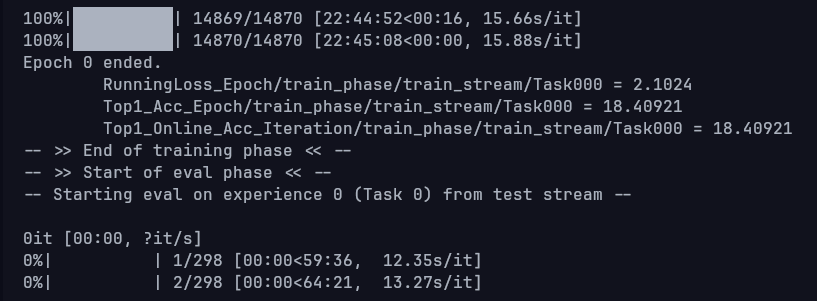 100%|██████████| 14869/14870 [22:44:52<00:16, 15.66s/it]
100%|██████████| 14870/14870 [22:45:08<00:00, 15.88s/it]
Epoch 0 ended.
RunningLoss_Epoch/train_phase/train_stream/Task000 = 2.1024
Top1_Acc_Epoch/train_phase/train_stream/Task000 = 18.40921
Top1_Online_Acc_Iteration/train_phase/train_stream/Task000 = 18.40921
-- >> End of training phase << --
-- >> Start of eval phase << --
-- Starting eval on experience 0 (Task 0) from test stream --
0it [00:00, ?it/s]
0%|          | 1/298 [00:00<59:36,  12.35s/it]
0%|          | 2/298 [00:00<64:21,  13.27s/it]